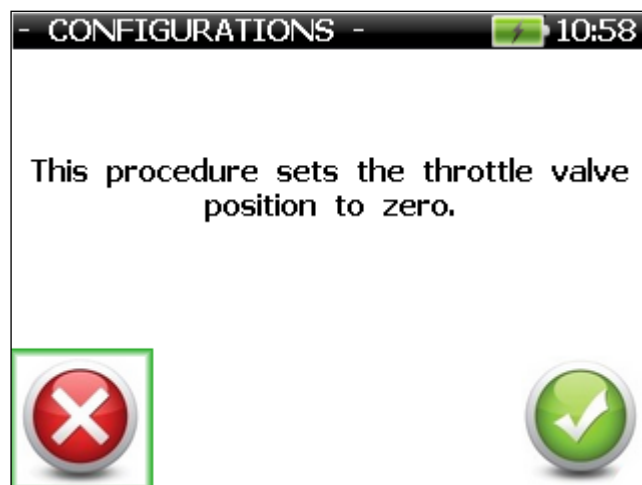 - CONFIGURATIONS -
10:58
This procedure sets the throttle valve
position to zero.